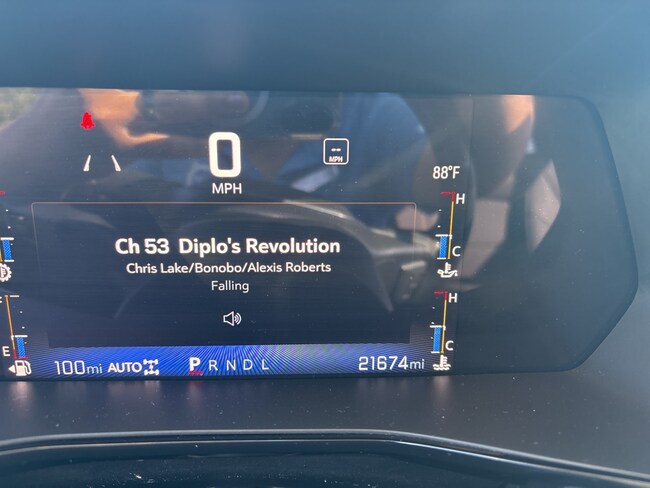 0
MPH
--
MPH
88°F
H
C
Ch 53 Diplo's Revolution
Chris Lake/Bonobo/Alexis Roberts
Falling
F
E
H
C
100mi AUTO P R N D L 21674mi